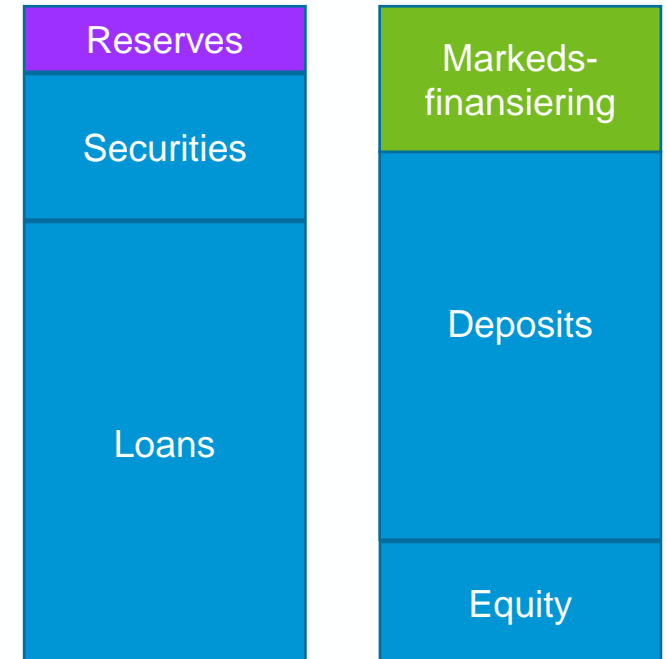 Reserves
Securities
Loans
Markeds-
finansiering
Deposits
Equity